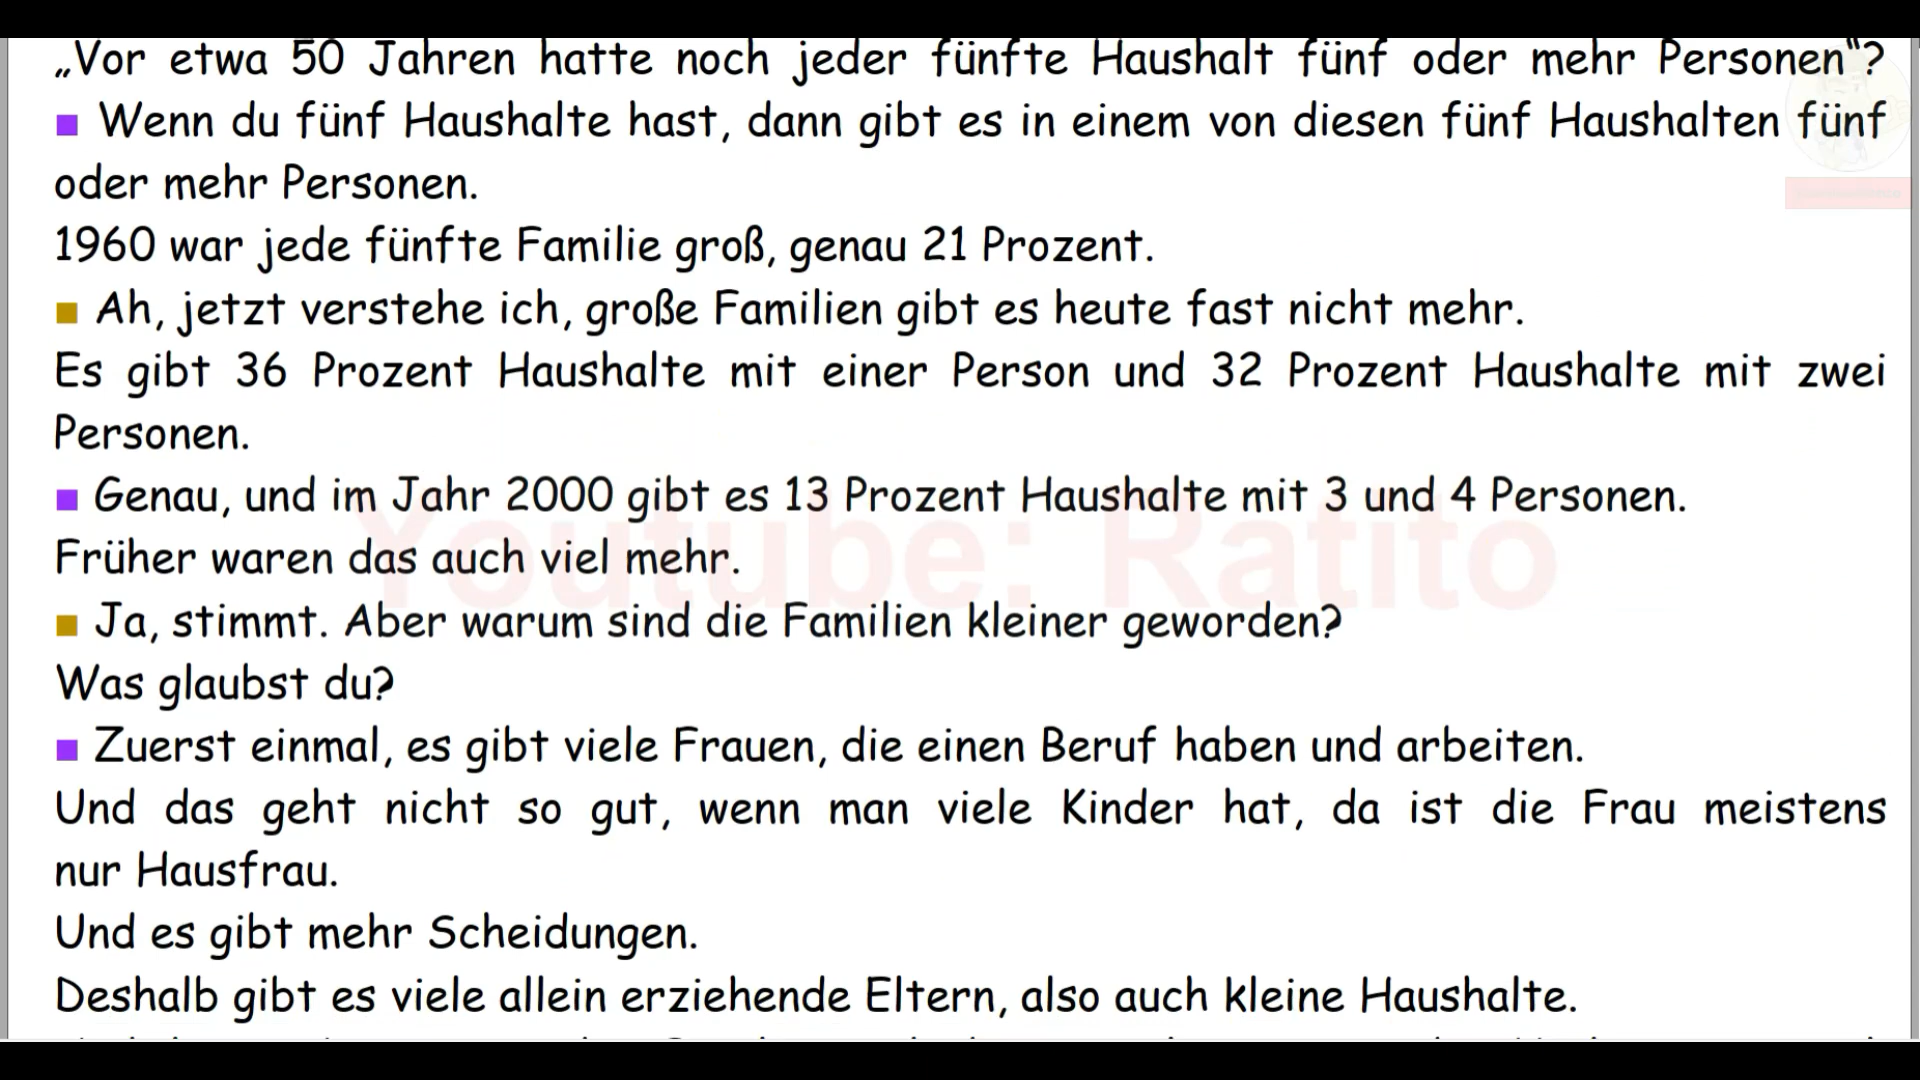 „Vor etwa 50 Jahren hatte noch jeder fünfte Haushalt fünf oder mehr Personen"?
■ Wenn du fünf Haushalte hast, dann gibt es in einem von diesen fünf Haushalten fünf
oder mehr Personen.
1960 war jede fünfte Familie groß, genau 21 Prozent.
■ Ah, jetzt verstehe ich, große Familien gibt es heute fast nicht mehr.
Es gibt 36 Prozent Haushalte mit einer Person und 32 Prozent Haushalte mit zwei
Personen.
■ Genau, und im Jahr 2000 gibt es 13 Prozent Haushalte mit 3 und 4 Personen.
Youtube: Ratito
Früher waren das auch viel mehr.
■ Ja, stimmt. Aber warum sind die Familien kleiner geworden?
Was glaubst du?
■ Zuerst einmal, es gibt viele Frauen, die einen Beruf haben und arbeiten.
Und das geht nicht so gut, wenn man viele Kinder hat, da ist die Frau meistens
nur Hausfrau.
Und es gibt mehr Scheidungen.
Deshalb gibt es viele allein erziehende Eltern, also auch kleine Haushalte.